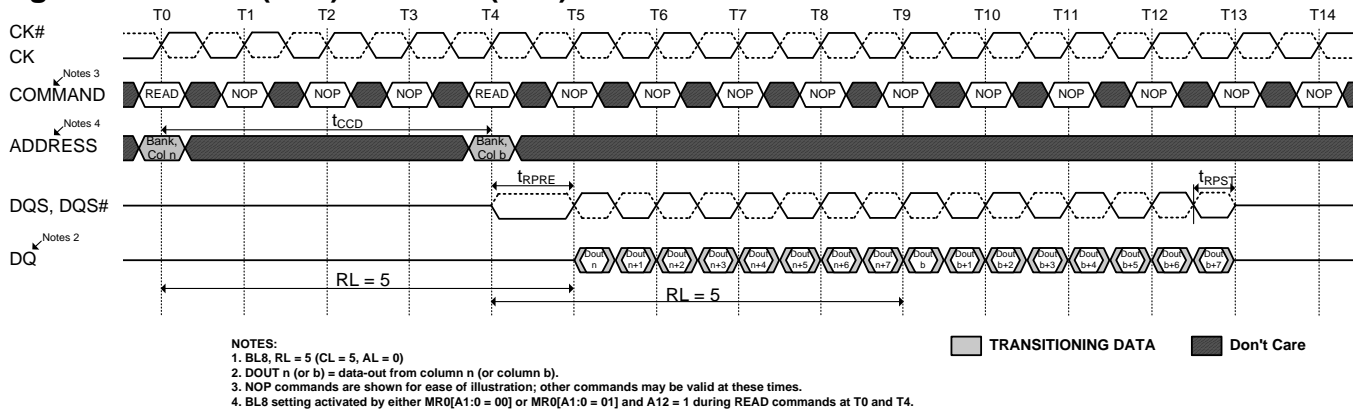 T0 T1 T2 T3 T4 T5 T6 T7 T8 T9 T10 T11 T12 T13 T14
CK#
CK
Notes 3
COMMAND READ NOP NOP NOP READ NOP NOP NOP NOP NOP NOP NOP NOP NOP NOP
tCCD
Notes 4
ADDRESS Bank, Col n Bank, Col b
tRPRE tRPST
DQS, DQS#
Notes 2
DQ Dout n Dout n+1 Dout n+2 Dout n+3 Dout n+4 Dout n+5 Dout n+6 Dout n+7 Dout b Dout b+1 Dout b+2 Dout b+3 Dout b+4 Dout b+5 Dout b+6 Dout b+7
RL = 5 RL = 5
NOTES:
1. BL8, RL = 5 (CL = 5, AL = 0)
2. DOUT n (or b) = data-out from column n (or column b).
3. NOP commands are shown for ease of illustration; other commands may be valid at these times.
4. BL8 setting activated by either MR0[A1:0 = 00] or MR0[A1:0 = 01] and A12 = 1 during READ commands at T0 and T4.
TRANSITIONING DATA Don't Care